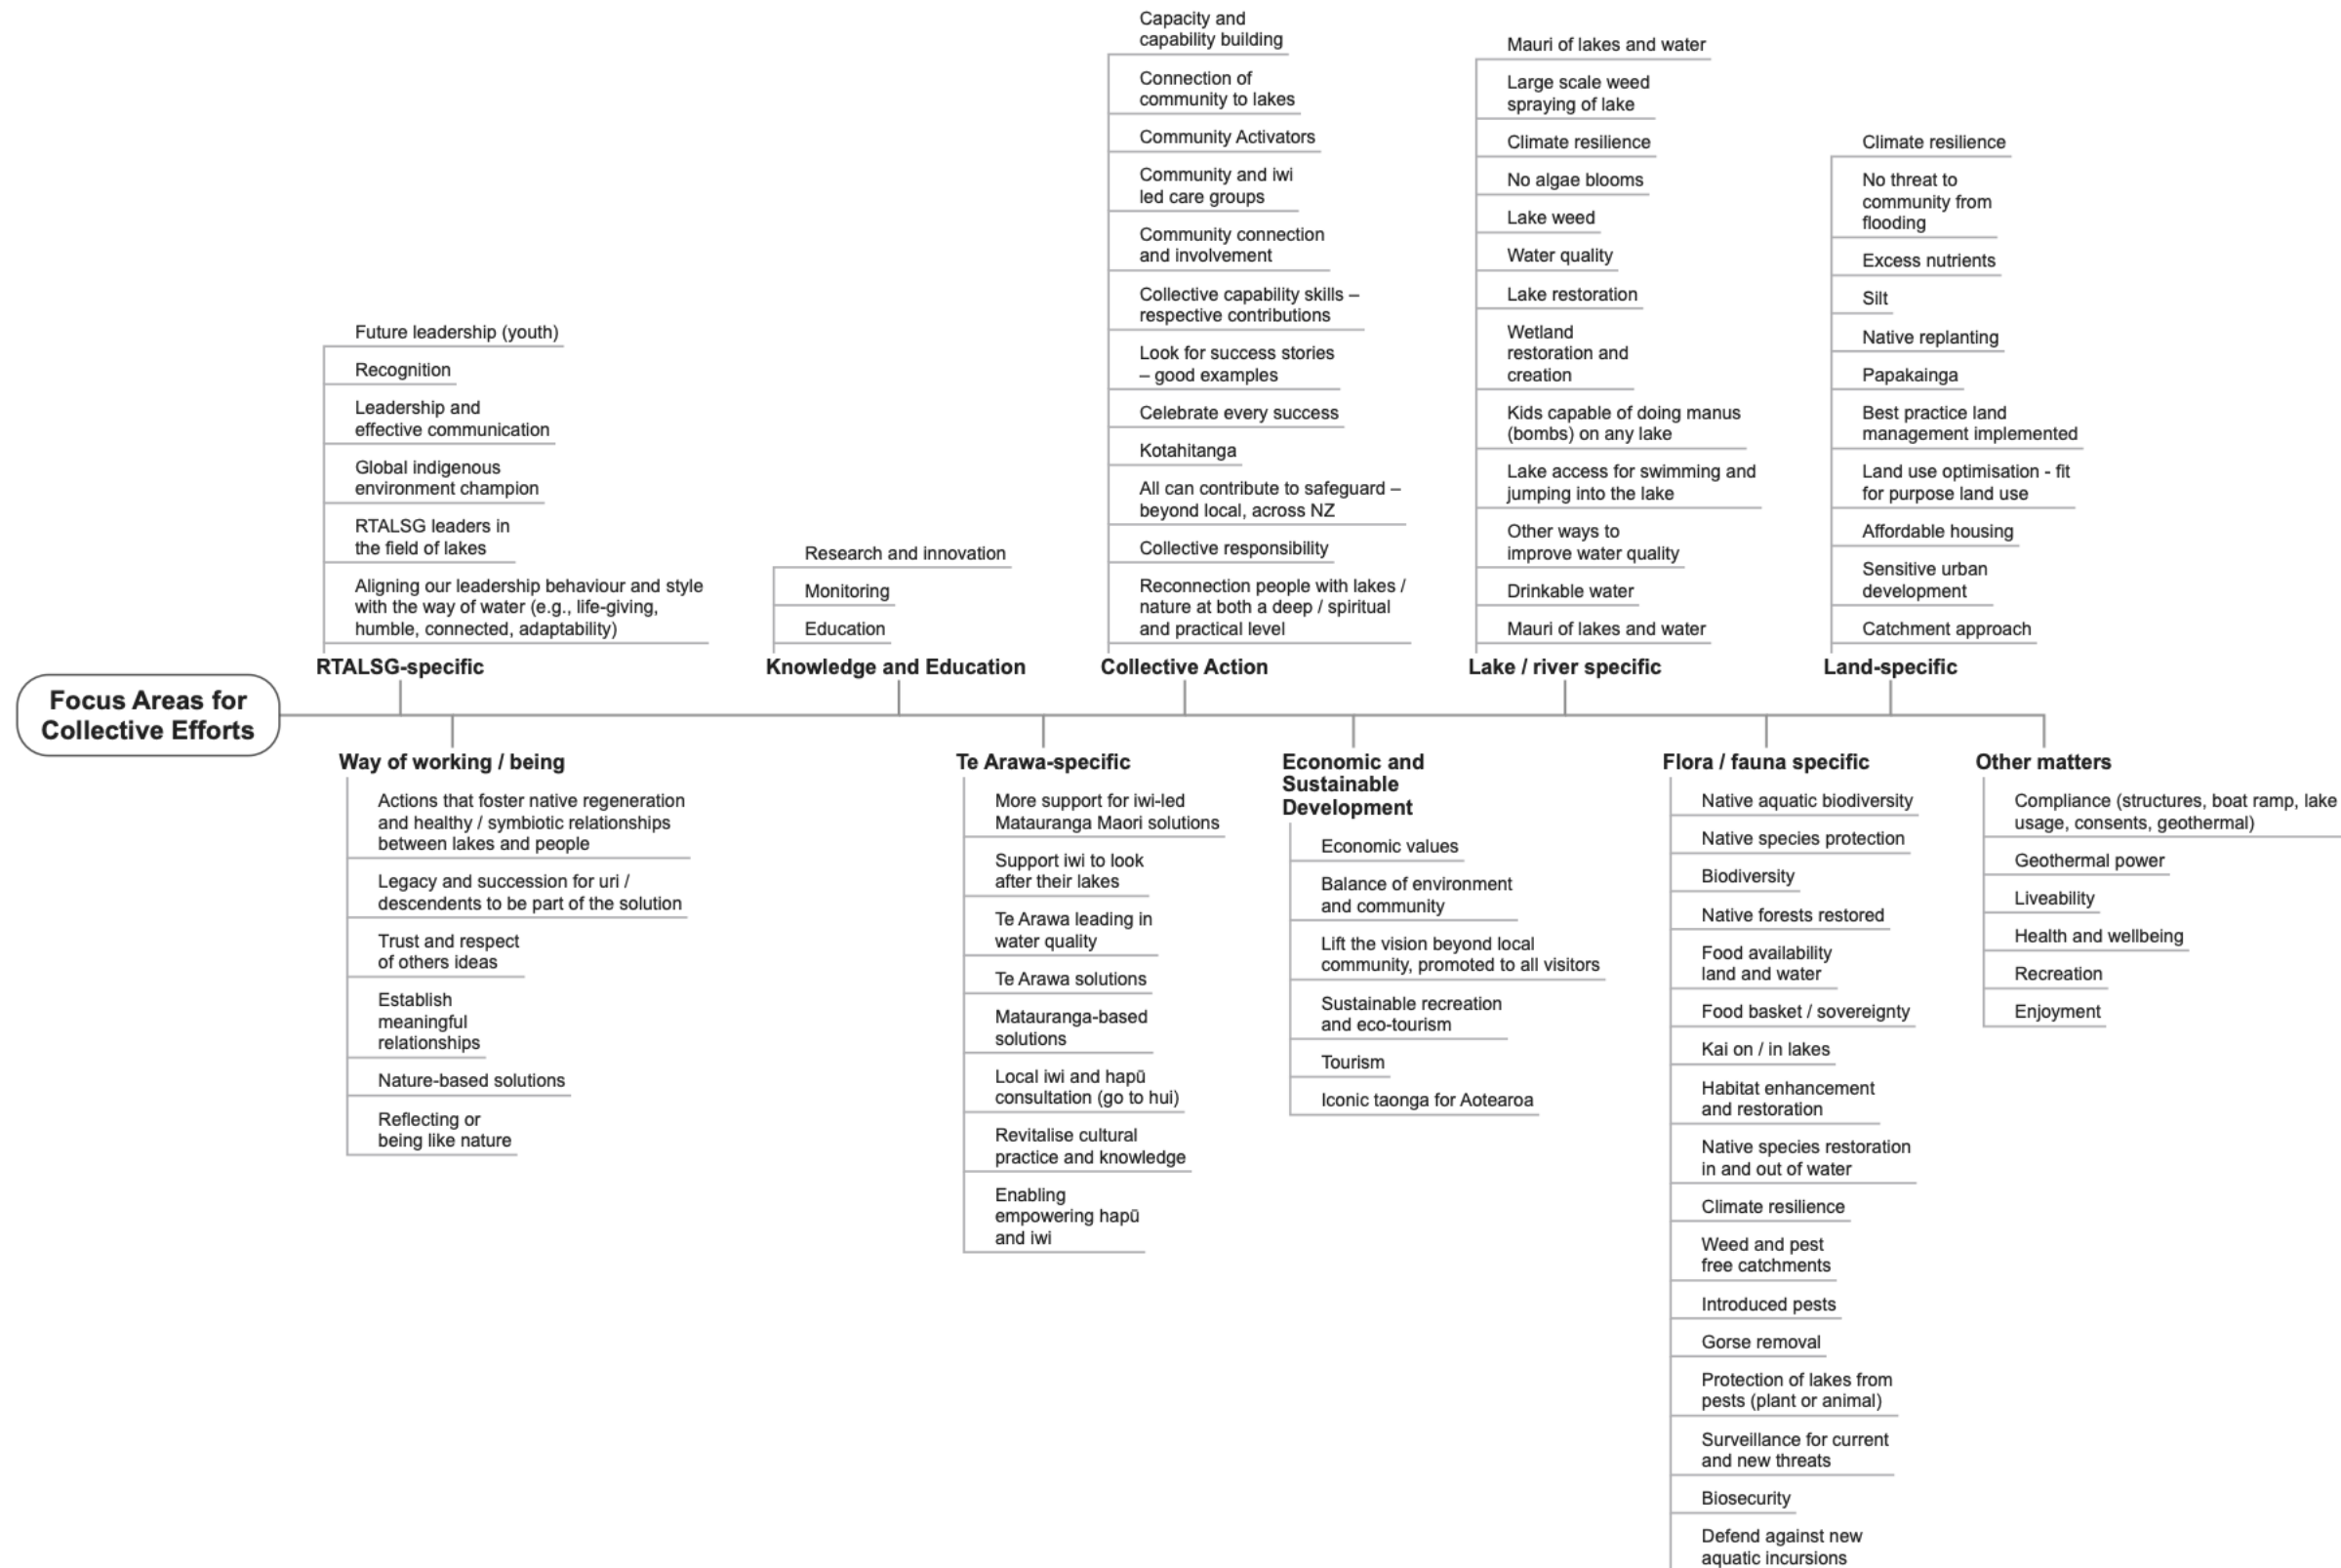 Focus Areas for
Collective Efforts
Future leadership (youth)
Recognition
Leadership and
effective communication
Global indigenous
environment champion
RTALSG leaders in
the field of lakes
Aligning our leadership behaviour and style
with the way of water (e.g., life-giving,
humble, connected, adaptability)
RTALSG-specific
Research and innovation
Monitoring
Education
Knowledge and Education
Capacity and
capability building
Connection of
community to lakes
Community Activators
Community and iwi
led care groups
Community connection
and involvement
Collective capability skills –
respective contributions
Look for success stories
– good examples
Celebrate every success
Kotahitanga
All can contribute to safeguard –
beyond local, across NZ
Collective responsibility
Reconnection people with lakes /
nature at both a deep / spiritual
and practical level
Collective Action
Mauri of lakes and water
Large scale weed
spraying of lake
Climate resilience
No algae blooms
Lake weed
Water quality
Lake restoration
Wetland
restoration and
creation
Kids capable of doing manus
(bombs) on any lake
Lake access for swimming and
jumping into the lake
Other ways to
improve water quality
Drinkable water
Mauri of lakes and water
Lake / river specific
Climate resilience
No threat to
community from
flooding
Excess nutrients
Silt
Native replanting
Papakainga
Best practice land
management implemented
Land use optimisation - fit
for purpose land use
Affordable housing
Sensitive urban
development
Catchment approach
Land-specific
Way of working / being
Actions that foster native regeneration
and healthy / symbiotic relationships
between lakes and people
Legacy and succession for uri /
descendents to be part of the solution
Trust and respect
of others ideas
Establish
meaningful
relationships
Nature-based solutions
Reflecting or
being like nature
Te Arawa-specific
More support for iwi-led
Matauranga Maori solutions
Support iwi to look
after their lakes
Te Arawa leading in
water quality
Te Arawa solutions
Matauranga-based
solutions
Local iwi and hapū
consultation (go to hui)
Revitalise cultural
practice and knowledge
Enabling
empowering hapū
and iwi
Economic and
Sustainable
Development
Economic values
Balance of environment
and community
Lift the vision beyond local
community, promoted to all visitors
Sustainable recreation
and eco-tourism
Tourism
Iconic taonga for Aotearoa
Flora / fauna specific
Native aquatic biodiversity
Native species protection
Biodiversity
Native forests restored
Food availability
land and water
Food basket / sovereignty
Kai on / in lakes
Habitat enhancement
and restoration
Native species restoration
in and out of water
Climate resilience
Weed and pest
free catchments
Introduced pests
Gorse removal
Protection of lakes from
pests (plant or animal)
Surveillance for current
and new threats
Biosecurity
Defend against new
aquatic incursions
Other matters
Compliance (structures, boat ramp, lake
usage, consents, geothermal)
Geothermal power
Liveability
Health and wellbeing
Recreation
Enjoyment